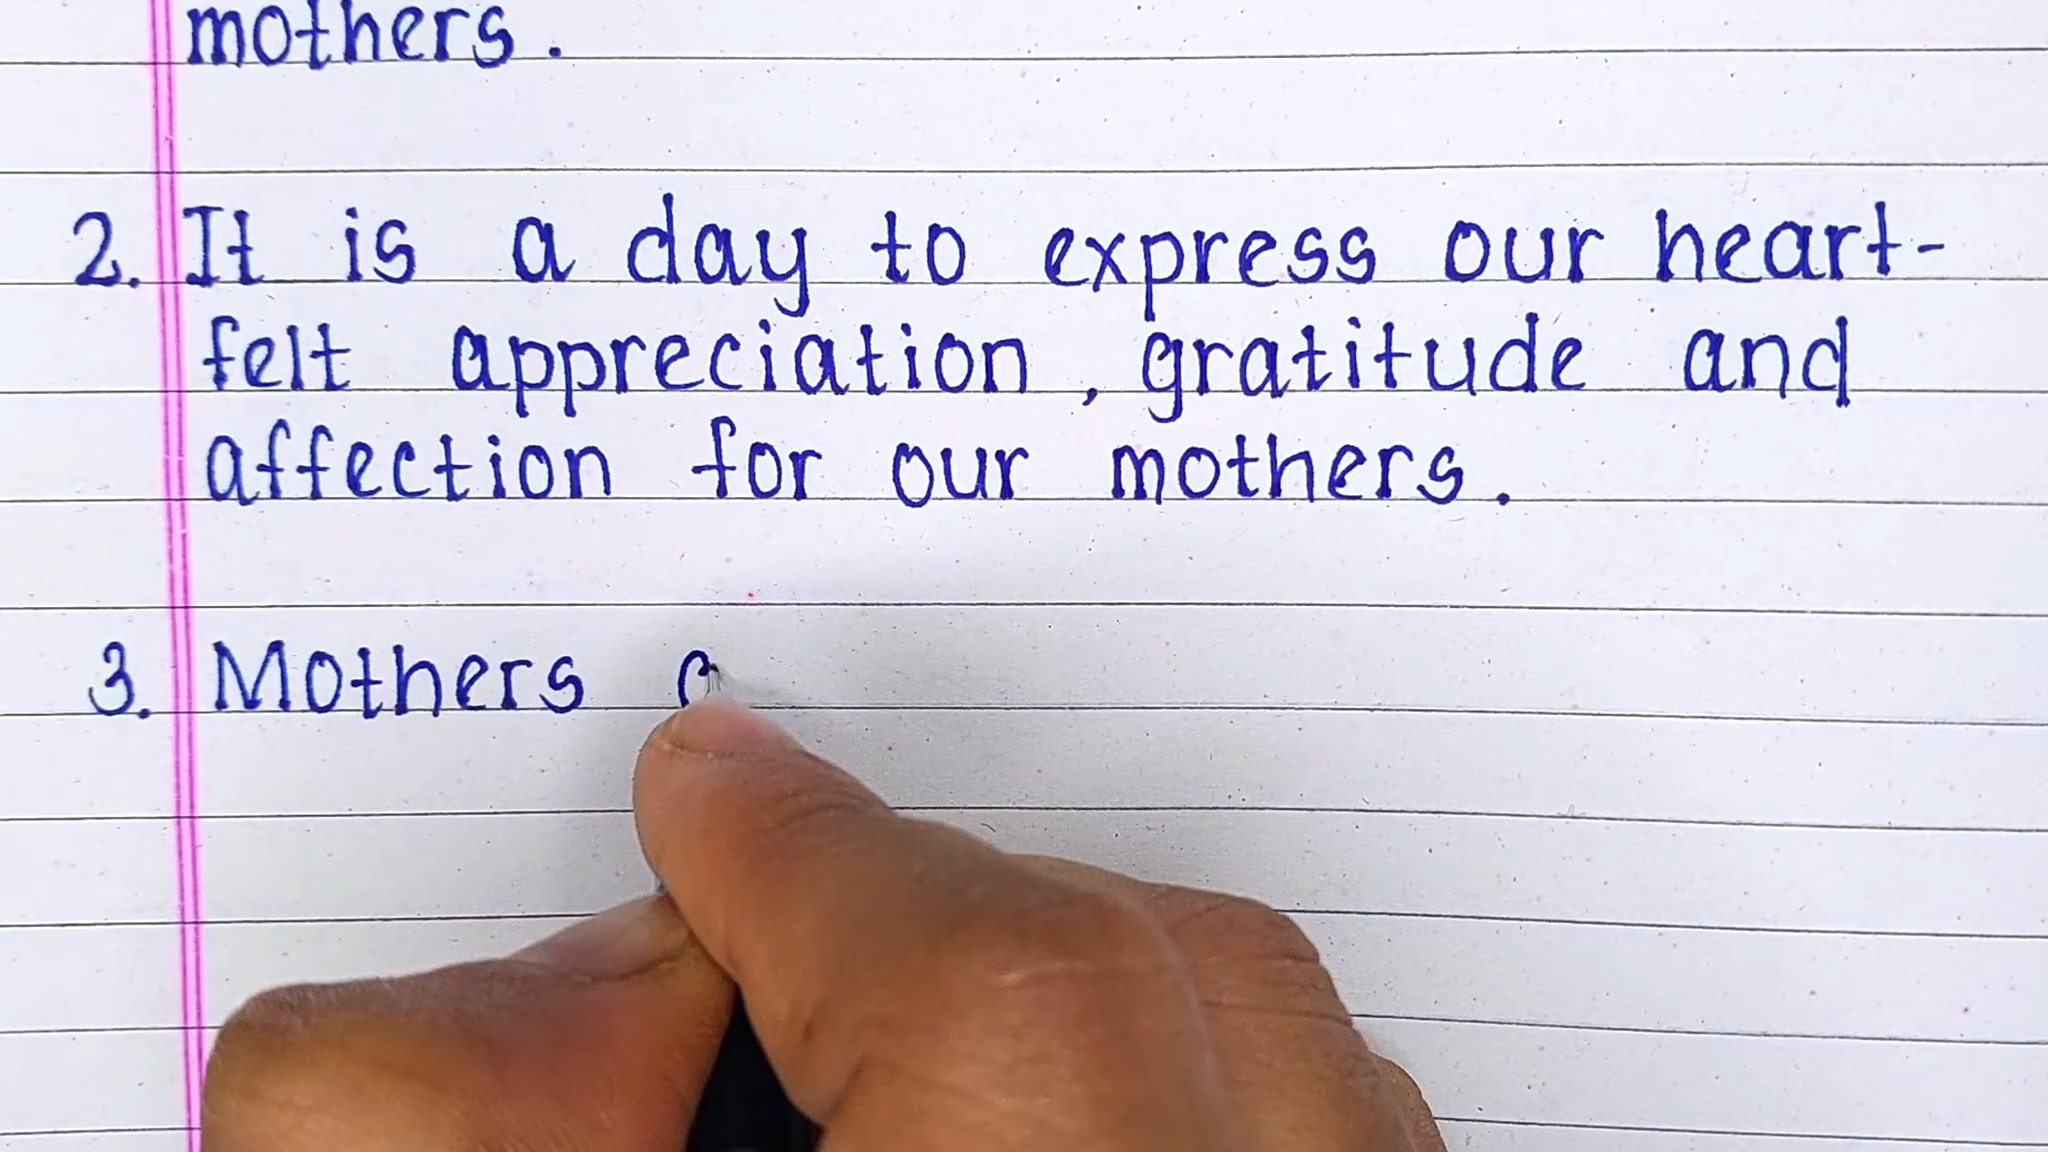 mothers.
2. It is a day to express our heart-
felt appreciation, gratitude and
affection for our mothers.
3. Mothers